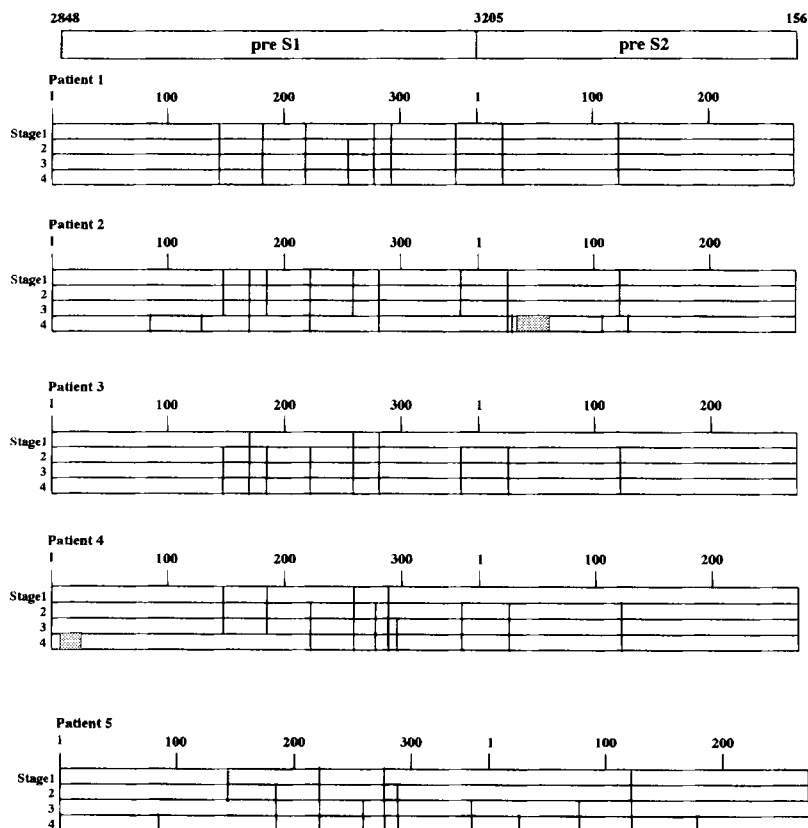 2848 3205 156
pre S1 pre S2
Patient 1
1 100 200 300 1 100 200
Stage1
2
3
4
Patient 2
1 100 200 300 1 100 200
Stage1
2
3
4
Patient 3
1 100 200 300 1 100 200
Stage1
2
3
4
Patient 4
1 100 200 300 1 100 200
Stage1
2
3
4
Patient 5
1 100 200 300 1 100 200
Stage1
2
3
4